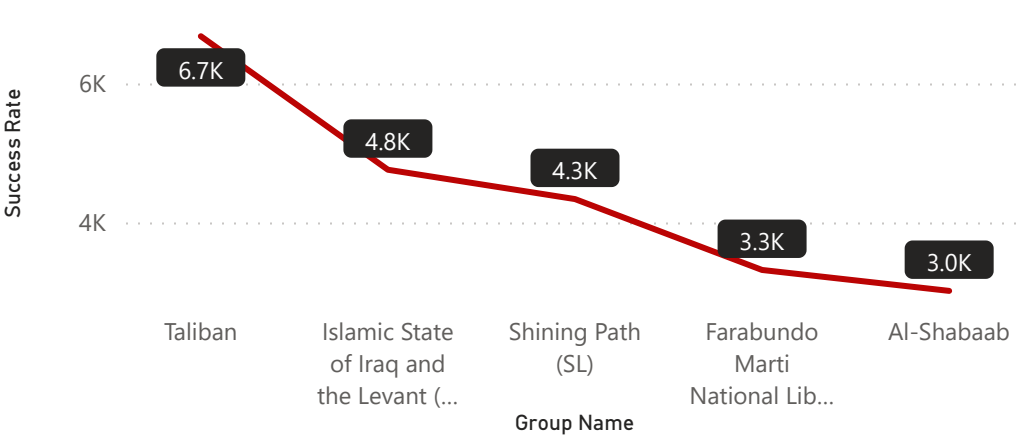 Success Rate
6K
4K
6.7K
4.8K
4.3K
3.3K
3.0K
Taliban
Islamic State
of Iraq and
the Levant (...
Shining Path
(SL)
Farabundo
Marti
National Lib...
Al-Shabaab
Group Name